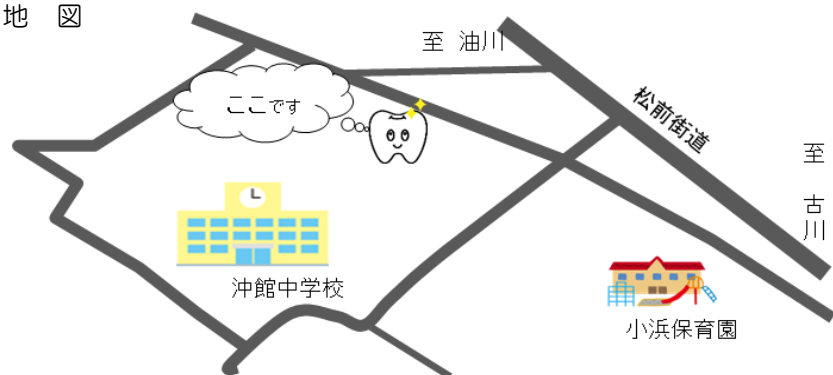 地 図
至 油川
ここです
松前街道
至 古川
沖館中学校
小浜保育園